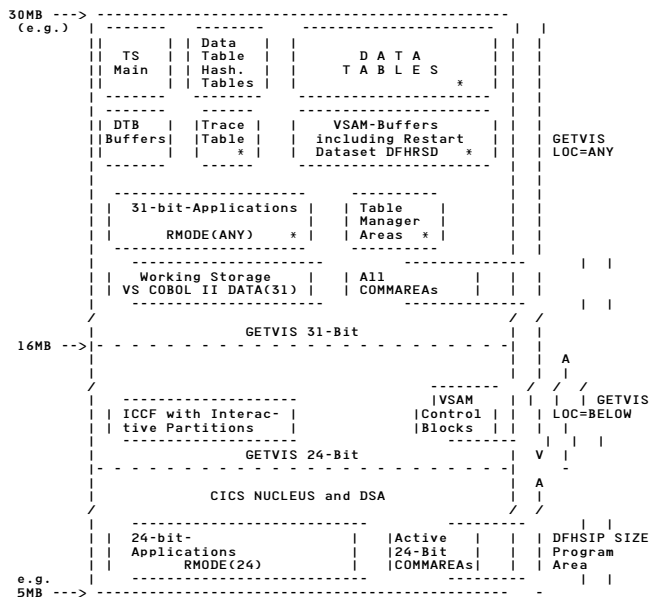 30MB --->
(e.g.)
TS Main
Data Table Hash. Tables
D A T A
T A B L E S
*
DTB Buffers
Trace Table *
VSAM-Buffers
including Restart
Dataset DFHRSD *
GETVIS
LOC=ANY
31-bit-Applications
RMODE(ANY) *
Table
Manager
Areas *
Working Storage
VS COBOL II DATA(31)
All
COMMAREAs
GETVIS 31-Bit
16MB -->
A
ICCF with Interac-
tive Partitions
VSAM
Control
Blocks
GETVIS
LOC=BELOW
GETVIS 24-Bit
V
A
CICS NUCLEUS and DSA
24-bit-
Applications
RMODE(24)
Active
24-Bit
COMMAREAs
DFHSIP SIZE
Program
Area
e.g.
5MB --->